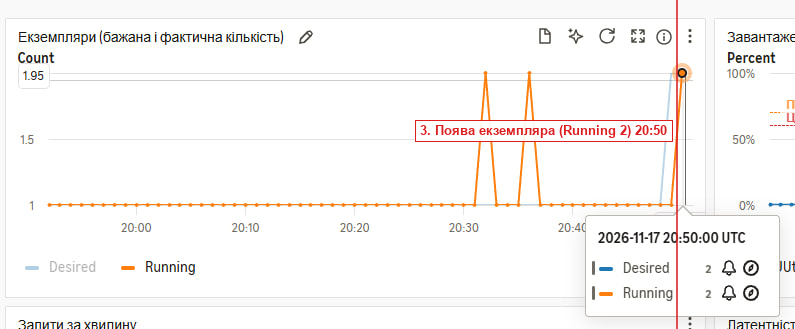 Екземпляри (бажана і фактична кількість)
Count
1.95
1.5
1
3. Поява екземпляра (Running 2) 20:50
20:00
20:10
20:20
20:30
20:40
Desired
Running
2026-11-17 20:50:00 UTC
Desired 2
Running 2
Запити за хвилину
Завантаже
Percent
100%
50%
0%
П
Ц
UUt
Латентніст